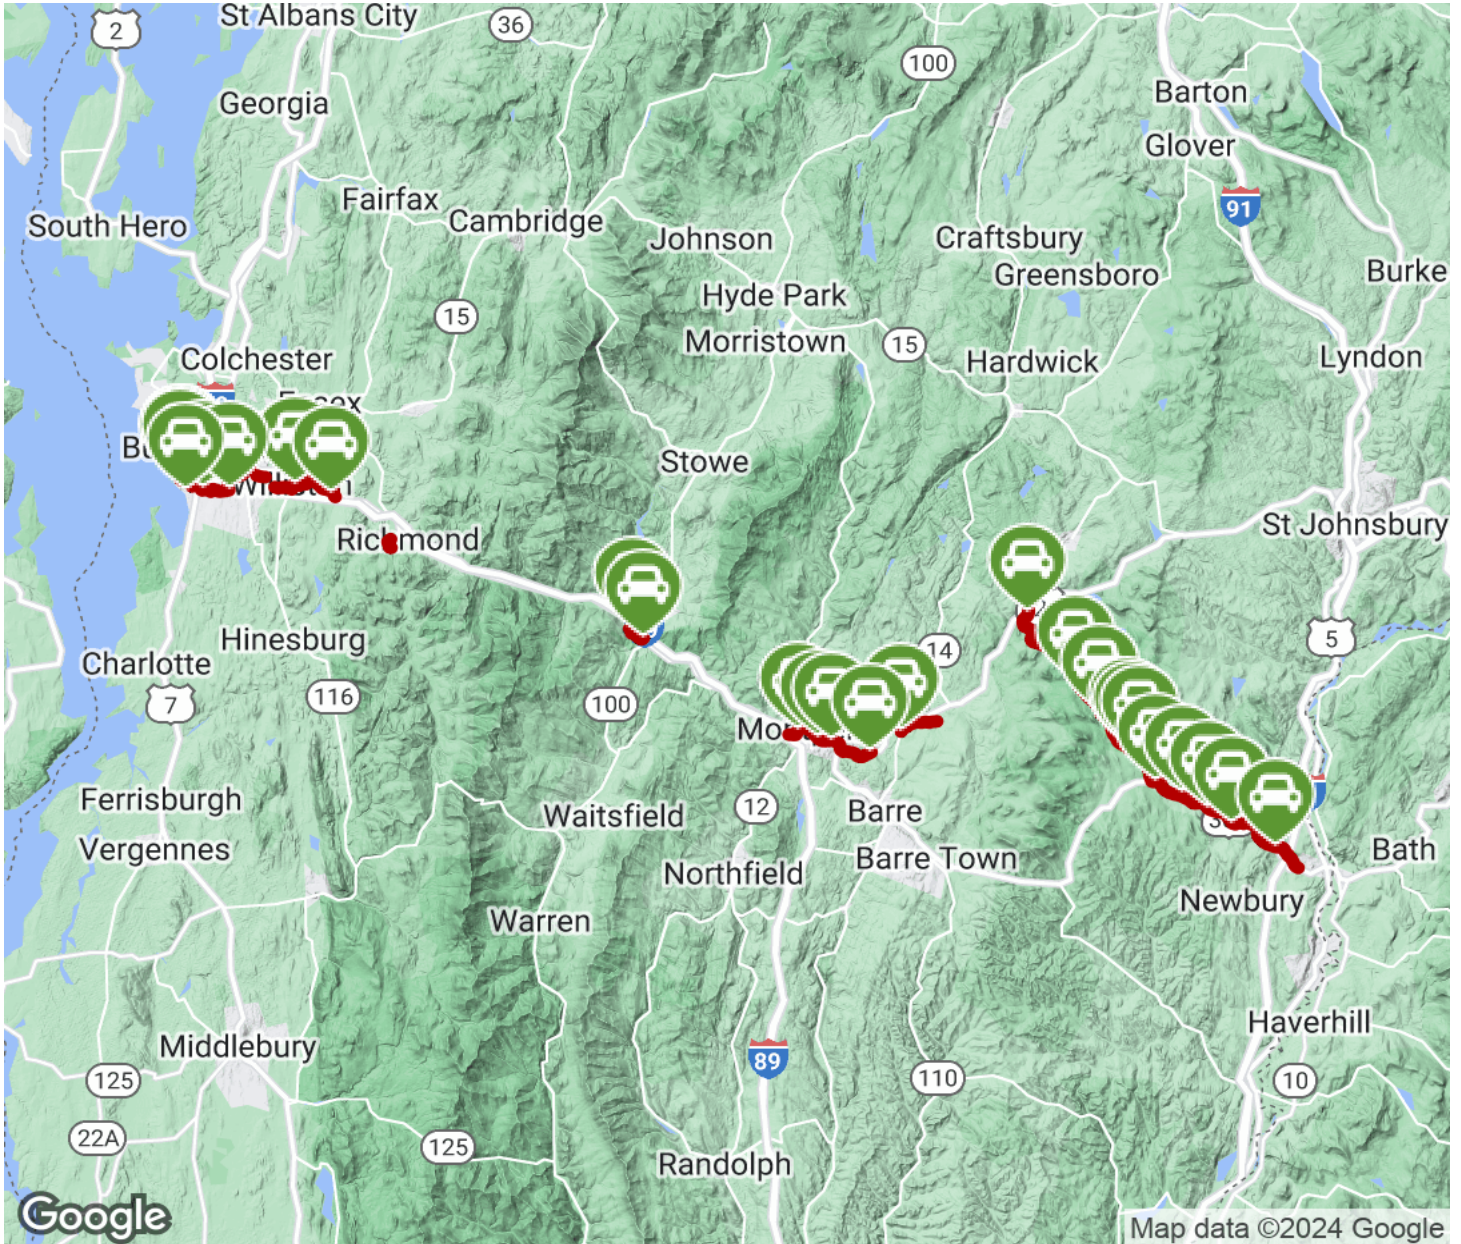 St Albans City
2
36
100
Georgia
Barton
Glover
Fairfax
91
South Hero
Cambridge
Johnson
Craftsbury
Greensboro
Burke
Hyde Park
15
Morristown
15
Colchester
Hardwick
Lyndon
Stowe
St Johnsbury
Richmond
Hinesburg
5
14
Charlotte
7
116
100
Ferrisburgh
12
Waitsfield
Barre
Vergennes
Barre Town
Bath
Northfield
Newbury
Warren
Haverhill
Middlebury
89
125
110
10
22A
125
Randolph
Google
Map data ©2024 Google